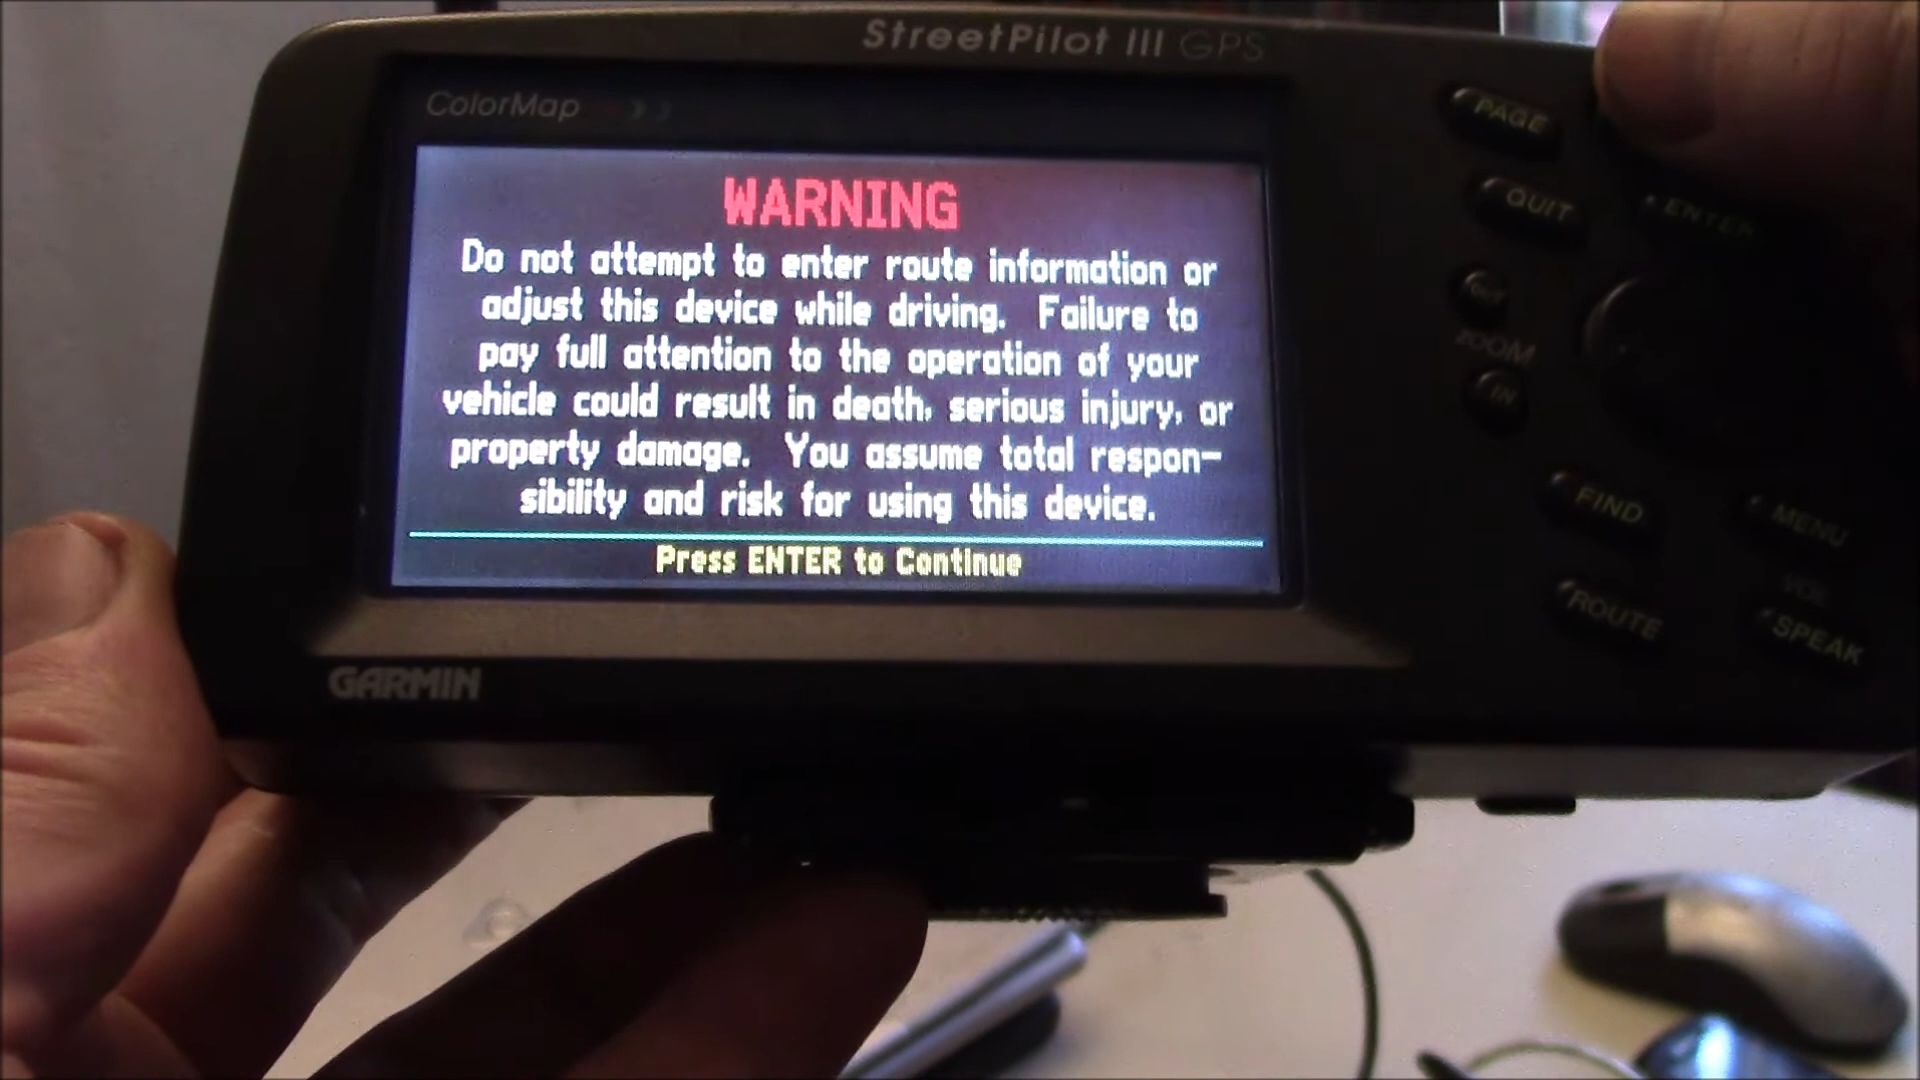 StreetPilot III GPS
ColorMap
WARNING
Do not attempt to enter route information or
adjust this device while driving. Failure to
pay full attention to the operation of your
vehicle could result in death, serious injury, or
property damage. You assume total respon-
sibility and risk for using this device.
Press ENTER to Continue
GARMIN
PAGE
QUIT
ENTER
OUT
ZOOM
IN
FIND
MENU
ROUTE
VOL
SPEAK